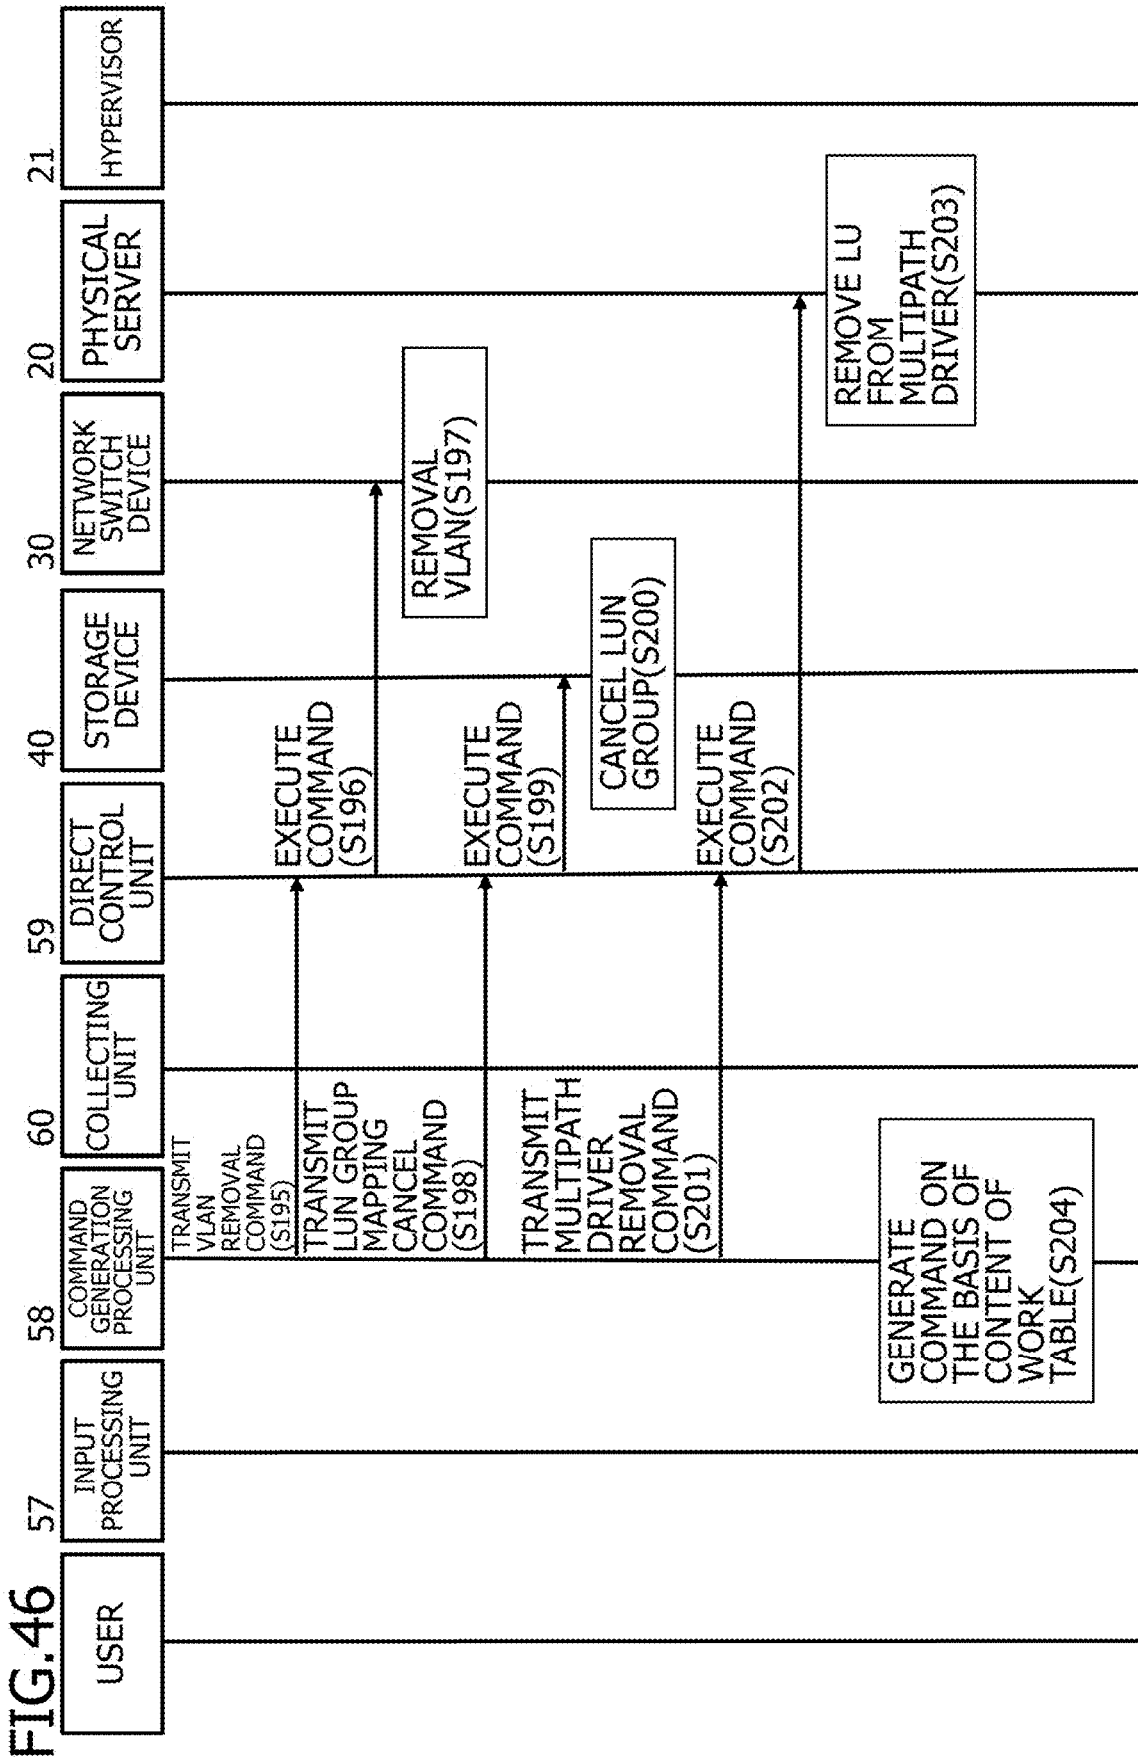 FIG.46
USER
57
INPUT
PROCESSING
UNIT
58
COMMAND
GENERATION
PROCESSING
UNIT
60
COLLECTING
UNIT
59
DIRECT
CONTROL
UNIT
40
STORAGE
DEVICE
30
NETWORK
SWITCH
DEVICE
20
PHYSICAL
SERVER
21
HYPERVISOR
TRANSMIT
VLAN
REMOVAL
COMMAND
(S195)
EXECUTE
COMMAND
(S196)
REMOVAL
VLAN(S197)
TRANSMIT
LUN GROUP
MAPPING
CANCEL
COMMAND
(S198)
EXECUTE
COMMAND
(S199)
CANCEL LUN
GROUP(S200)
TRANSMIT
MULTIPATH
DRIVER
REMOVAL
COMMAND
(S201)
EXECUTE
COMMAND
(S202)
REMOVE LU
FROM
MULTIPATH
DRIVER(S203)
GENERATE
COMMAND ON
THE BASIS OF
CONTENT OF
WORK
TABLE(S204)